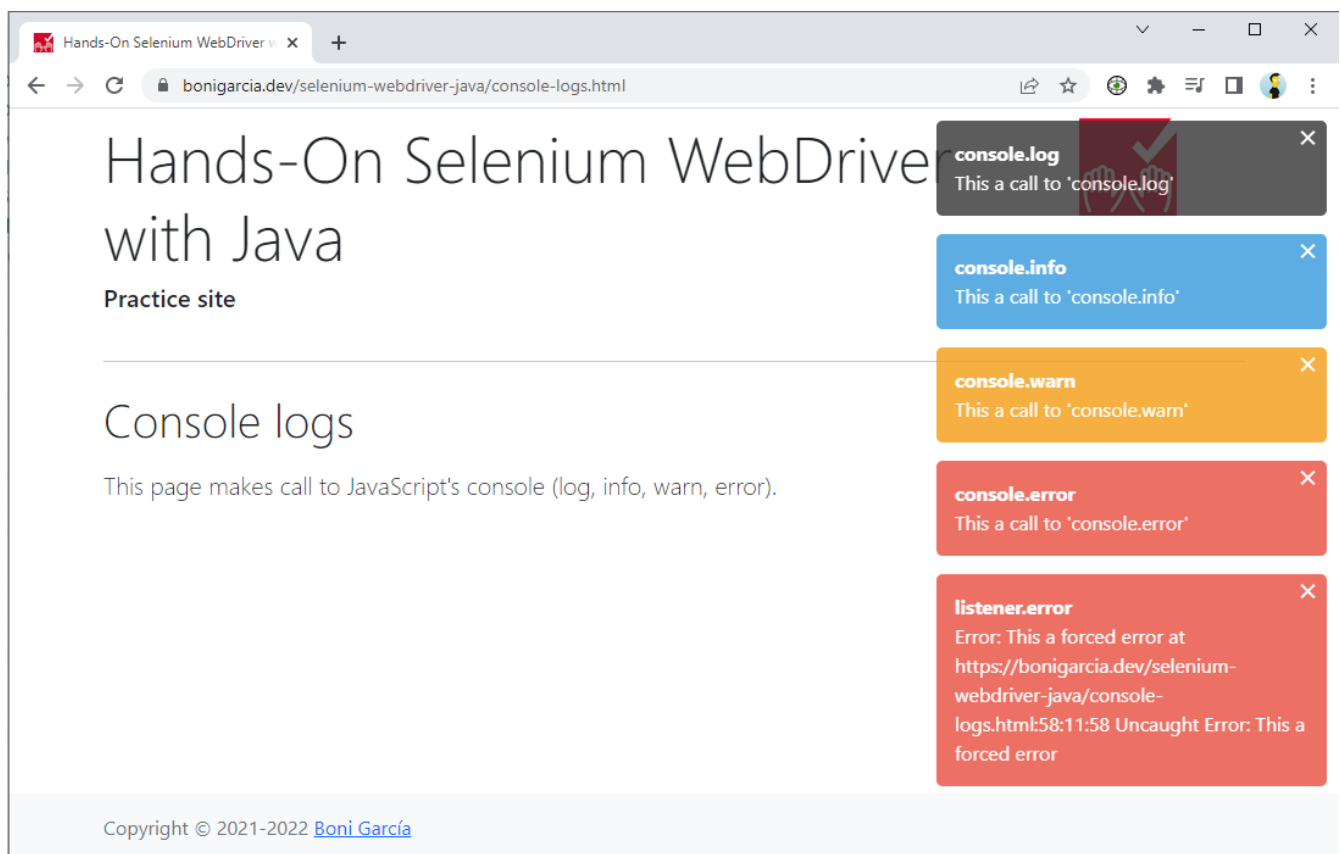 Hands-On Selenium WebDriver w
bonigarcia.dev/selenium-webdriver-java/console-logs.html
Hands-On Selenium WebDriver
with Java
Practice site
Console logs
This page makes call to JavaScript's console (log, info, warn, error).
console.log
This a call to 'console.log'
console.info
This a call to 'console.info'
console.warn
This a call to 'console.warn'
console.error
This a call to 'console.error'
listener.error
Error: This a forced error at
https://bonigarcia.dev/selenium-
webdriver-java/console-
logs.html:58:11:58 Uncaught Error: This a
forced error
Copyright © 2021-2022 Boni García